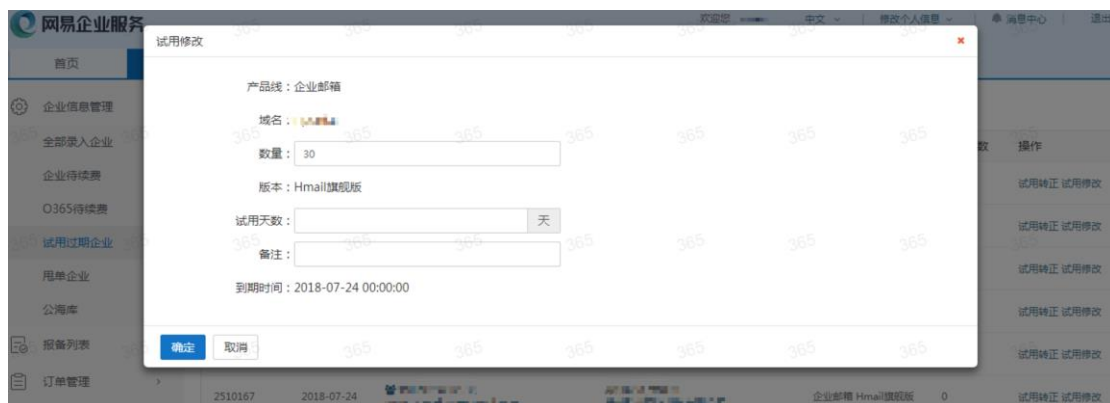 网易企业服务
欢迎您
中文
修改个人信息
消息中心
退出
首页
试用修改
企业信息管理
全部录入企业
企业待续费
O365待续费
试用过期企业
甩单企业
公海库
报备列表
订单管理
产品线：企业邮箱
域名：
数量： 30
版本：Hmail旗舰版
试用天数： 天
备注：
到期时间：2018-07-24 00:00:00
确定 取消
数 操作
试用转正 试用修改
试用转正 试用修改
试用转正 试用修改
试用转正 试用修改
试用转正 试用修改
2510167 2018-07-24 企业邮箱 Hmail旗舰版 0 试用转正 试用修改